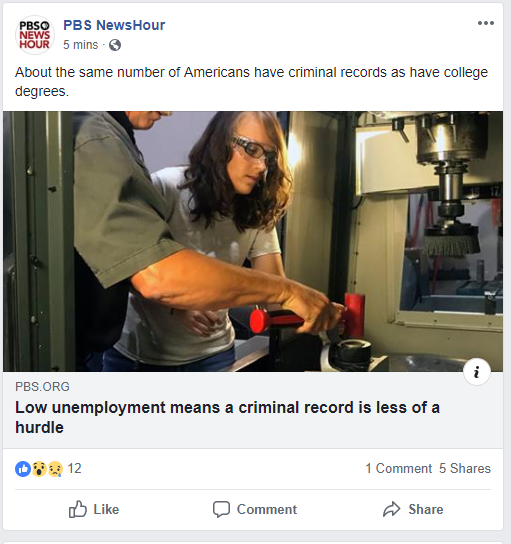 PBS
NEWS
HOUR
PBS NewsHour
5 mins ·
About the same number of Americans have criminal records as have college
degrees.
PBS.ORG
Low unemployment means a criminal record is less of a
hurdle
i
12
1 Comment 5 Shares
Like
Comment
Share